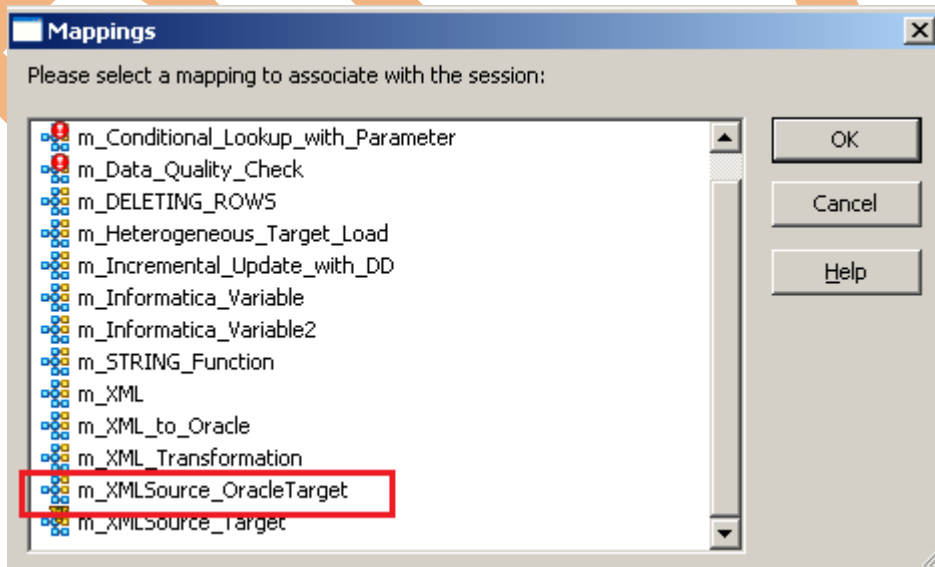 Mappings
Please select a mapping to associate with the session:
m_Conditional_Lookup_with_Parameter
m_Data_Quality_Check
m_DELETING_ROWS
m_Heterogeneous_Target_Load
m_Incremental_Update_with_DD
m_Informatica_Variable
m_Informatica_Variable2
m_STRING_Function
m_XML
m_XML_to_Oracle
m_XML_Transformation
m_XMLSource_OracleTarget
m_XMLSource_Target
OK
Cancel
Help